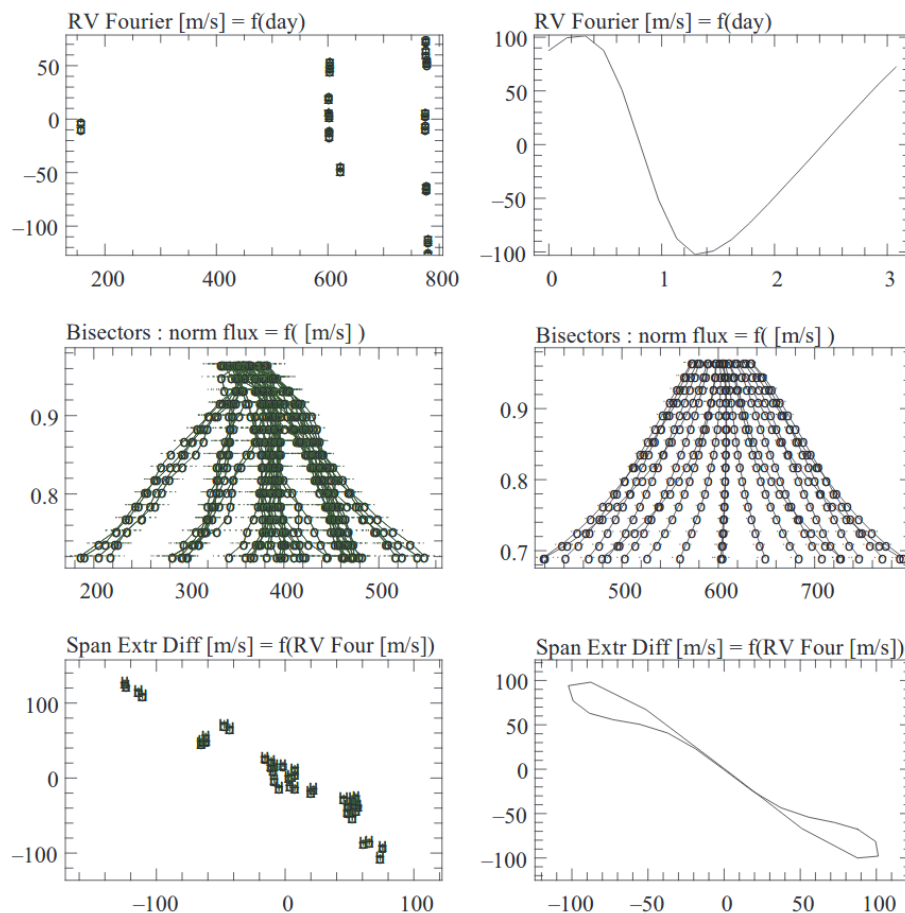 RV Fourier [m/s] = f(day)
50
0
−50
−100
200 400 600 800
RV Fourier [m/s] = f(day)
100
50
0
−50
−100
0 1 2 3
Bisectors : norm flux = f( [m/s] )
0.9
0.8
200 300 400 500
Bisectors : norm flux = f( [m/s] )
0.9
0.8
0.7
500 600 700
Span Extr Diff [m/s] = f(RV Four [m/s])
100
0
−100
−100 0 100
Span Extr Diff [m/s] = f(RV Four [m/s])
100
50
0
−50
−100
−100 −50 0 50 100